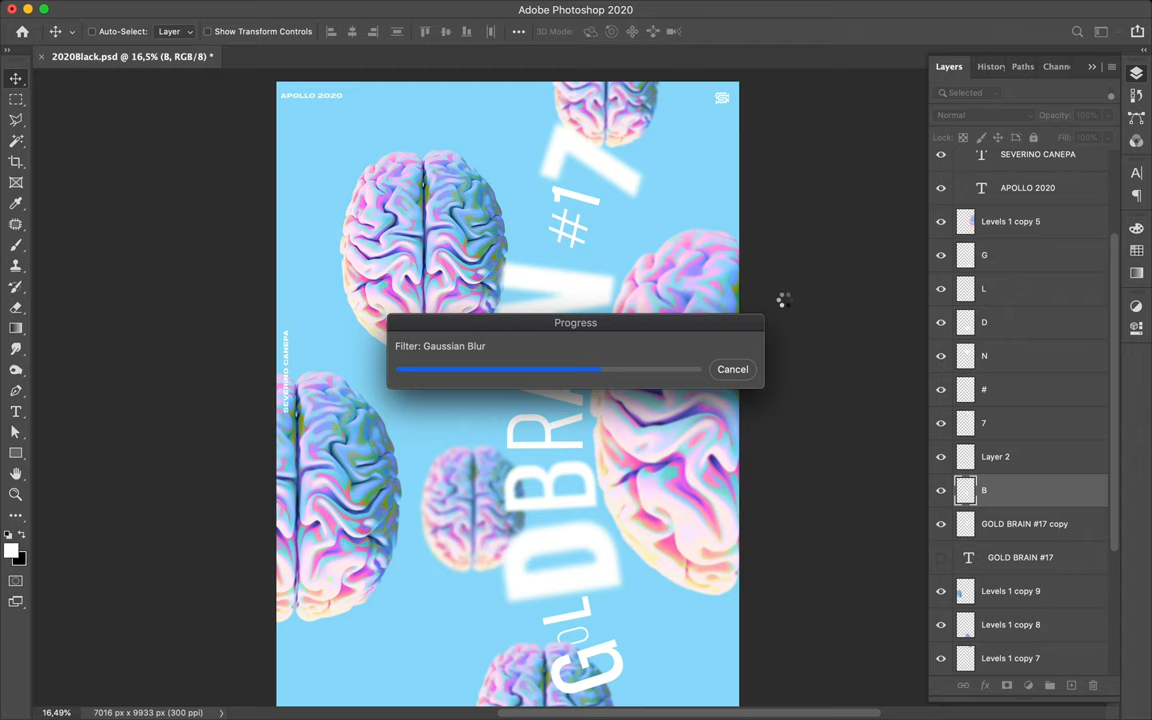 Adobe Photoshop 2020
Auto-Select: Layer Show Transform Controls 3D Mode:
2020Black.psd @ 16,5% (B, RGB/8) *
APOLLO 2020
SEVERINO CANEPA
#17
GOLDBRA N
Progress
Filter: Gaussian Blur
Cancel
Layers History Paths Chann
Selected
Normal Opacity: 100%
Lock: Fill: 100%
SEVERINO CANEPA
APOLLO 2020
Levels 1 copy 5
G
L
D
N
#
7
Layer 2
B
GOLD BRAIN #17 copy
GOLD BRAIN #17
Levels 1 copy 9
Levels 1 copy 8
Levels 1 copy 7
16,49% 7016 px x 9933 px (300 ppi)